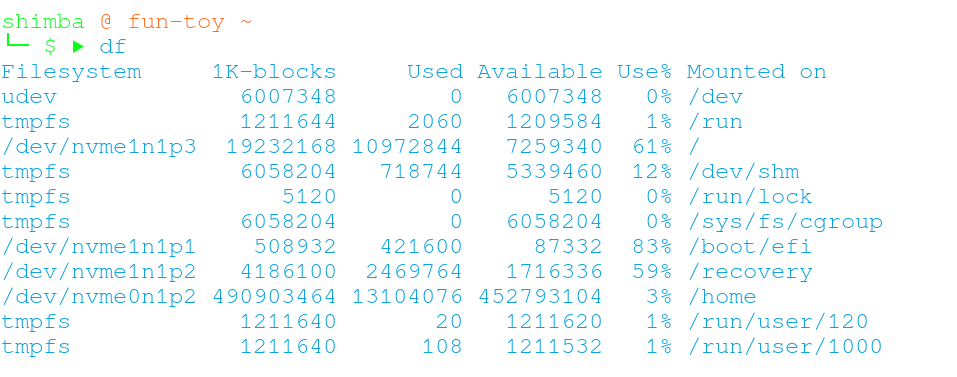 shimba @ fun-toy ~
└─ $ ▶ df
Filesystem     1K-blocks     Used Available Use% Mounted on
udev             6007348        0   6007348   0% /dev
tmpfs            1211644     2060   1209584   1% /run
/dev/nvme1n1p3  19232168 10972844   7259340  61% /
tmpfs            6058204   718744   5339460  12% /dev/shm
tmpfs               5120        0      5120   0% /run/lock
tmpfs            6058204        0   6058204   0% /sys/fs/cgroup
/dev/nvme1n1p1    508932   421600     87332  83% /boot/efi
/dev/nvme1n1p2   4186100  2469764   1716336  59% /recovery
/dev/nvme0n1p2 490903464 13104076 452793104   3% /home
tmpfs            1211640       20   1211620   1% /run/user/120
tmpfs            1211640      108   1211532   1% /run/user/1000